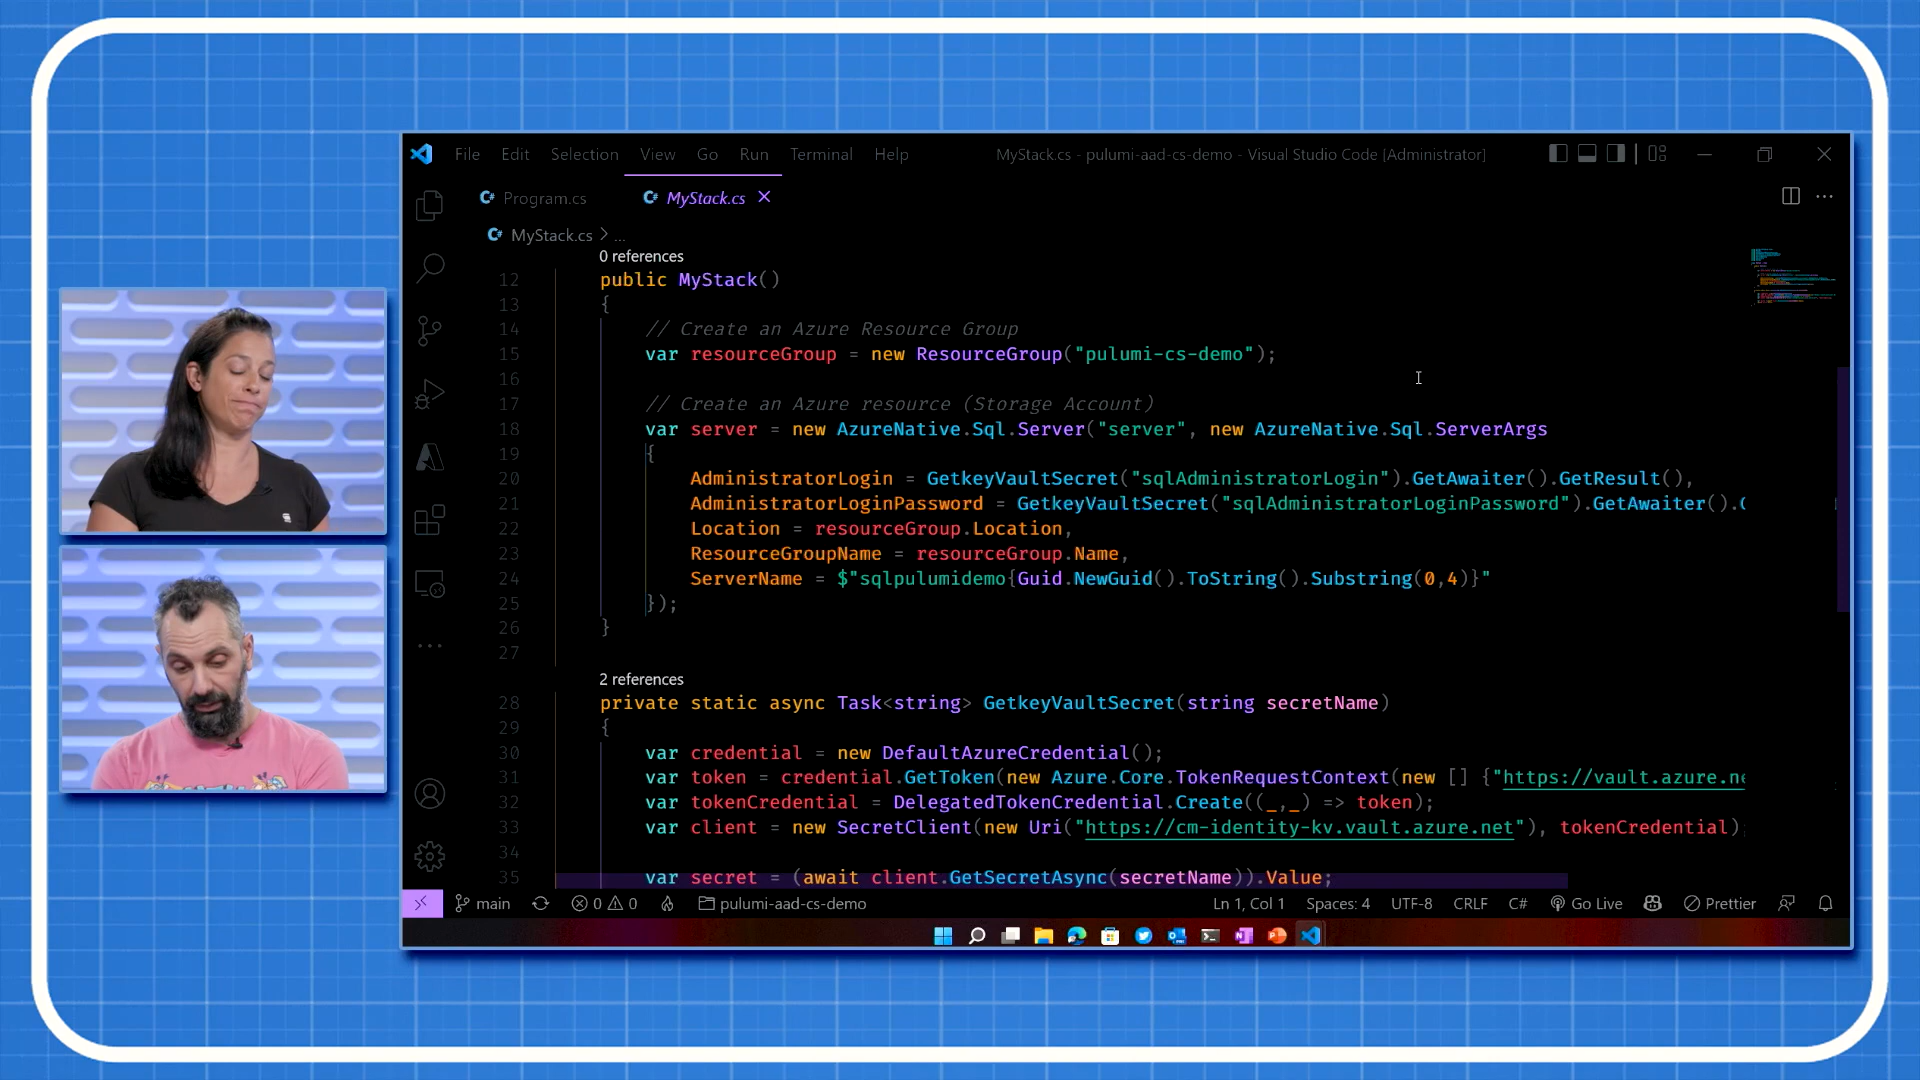 File Edit Selection View Go Run Terminal Help MyStack.cs - pulumi-aad-cs-demo - Visual Studio Code [Administrator]
Program.cs MyStack.cs
MyStack.cs > ...
0 references
12 public MyStack()
13 {
14 // Create an Azure Resource Group
15 var resourceGroup = new ResourceGroup("pulumi-cs-demo");
16
17 // Create an Azure resource (Storage Account)
18 var server = new AzureNative.Sql.Server("server", new AzureNative.Sql.ServerArgs
19 {
20 AdministratorLogin = GetkeyVaultSecret("sqlAdministratorLogin").GetAwaiter().GetResult(),
21 AdministratorLoginPassword = GetkeyVaultSecret("sqlAdministratorLoginPassword").GetAwaiter().
22 Location = resourceGroup.Location,
23 ResourceGroupName = resourceGroup.Name,
24 ServerName = $"sqlpulumidemo{Guid.NewGuid().ToString().Substring(0,4)}"
25 });
26 }
27
2 references
28 private static async Task<string> GetkeyVaultSecret(string secretName)
29 {
30 var credential = new DefaultAzureCredential();
31 var token = credential.GetToken(new Azure.Core.TokenRequestContext(new [] {"https://vault.azure.ne
32 var tokenCredential = DelegatedTokenCredential.Create((_,_) => token);
33 var client = new SecretClient(new Uri("https://cm-identity-kv.vault.azure.net"), tokenCredential)
34
35 var secret = (await client.GetSecretAsync(secretName)).Value;
main 0 0 pulumi-aad-cs-demo Ln 1, Col 1 Spaces: 4 UTF-8 CRLF C# Go Live Prettier